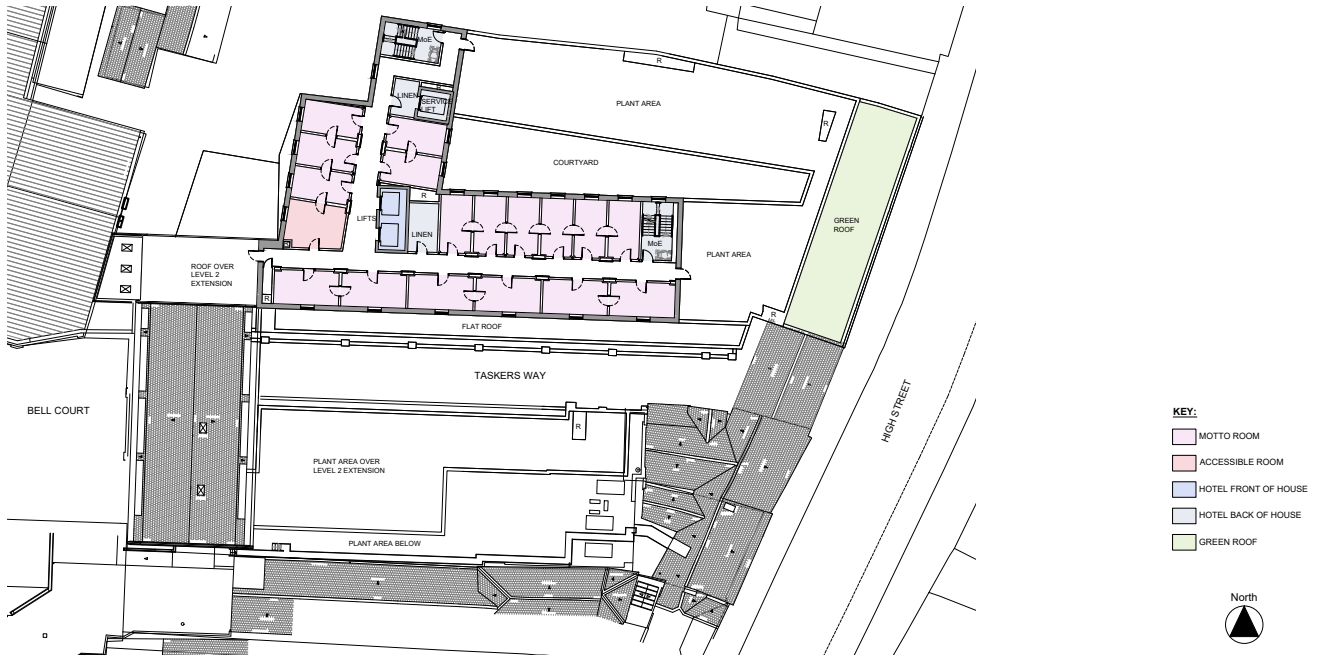 MoE
R
R
LINEN
SERVICE
LIFT
PLANT AREA
R
COURTYARD
R
LIFTS
LINEN
MoE
GREEN
ROOF
PLANT AREA
ROOF OVER
LEVEL 2
EXTENSION
R
R
FLAT ROOF
TASKERS WAY
BELL COURT
HIGH STREET
R
PLANT AREA OVER
LEVEL 2 EXTENSION
PLANT AREA BELOW
KEY:
MOTTO ROOM
ACCESSIBLE ROOM
HOTEL FRONT OF HOUSE
HOTEL BACK OF HOUSE
GREEN ROOF
North